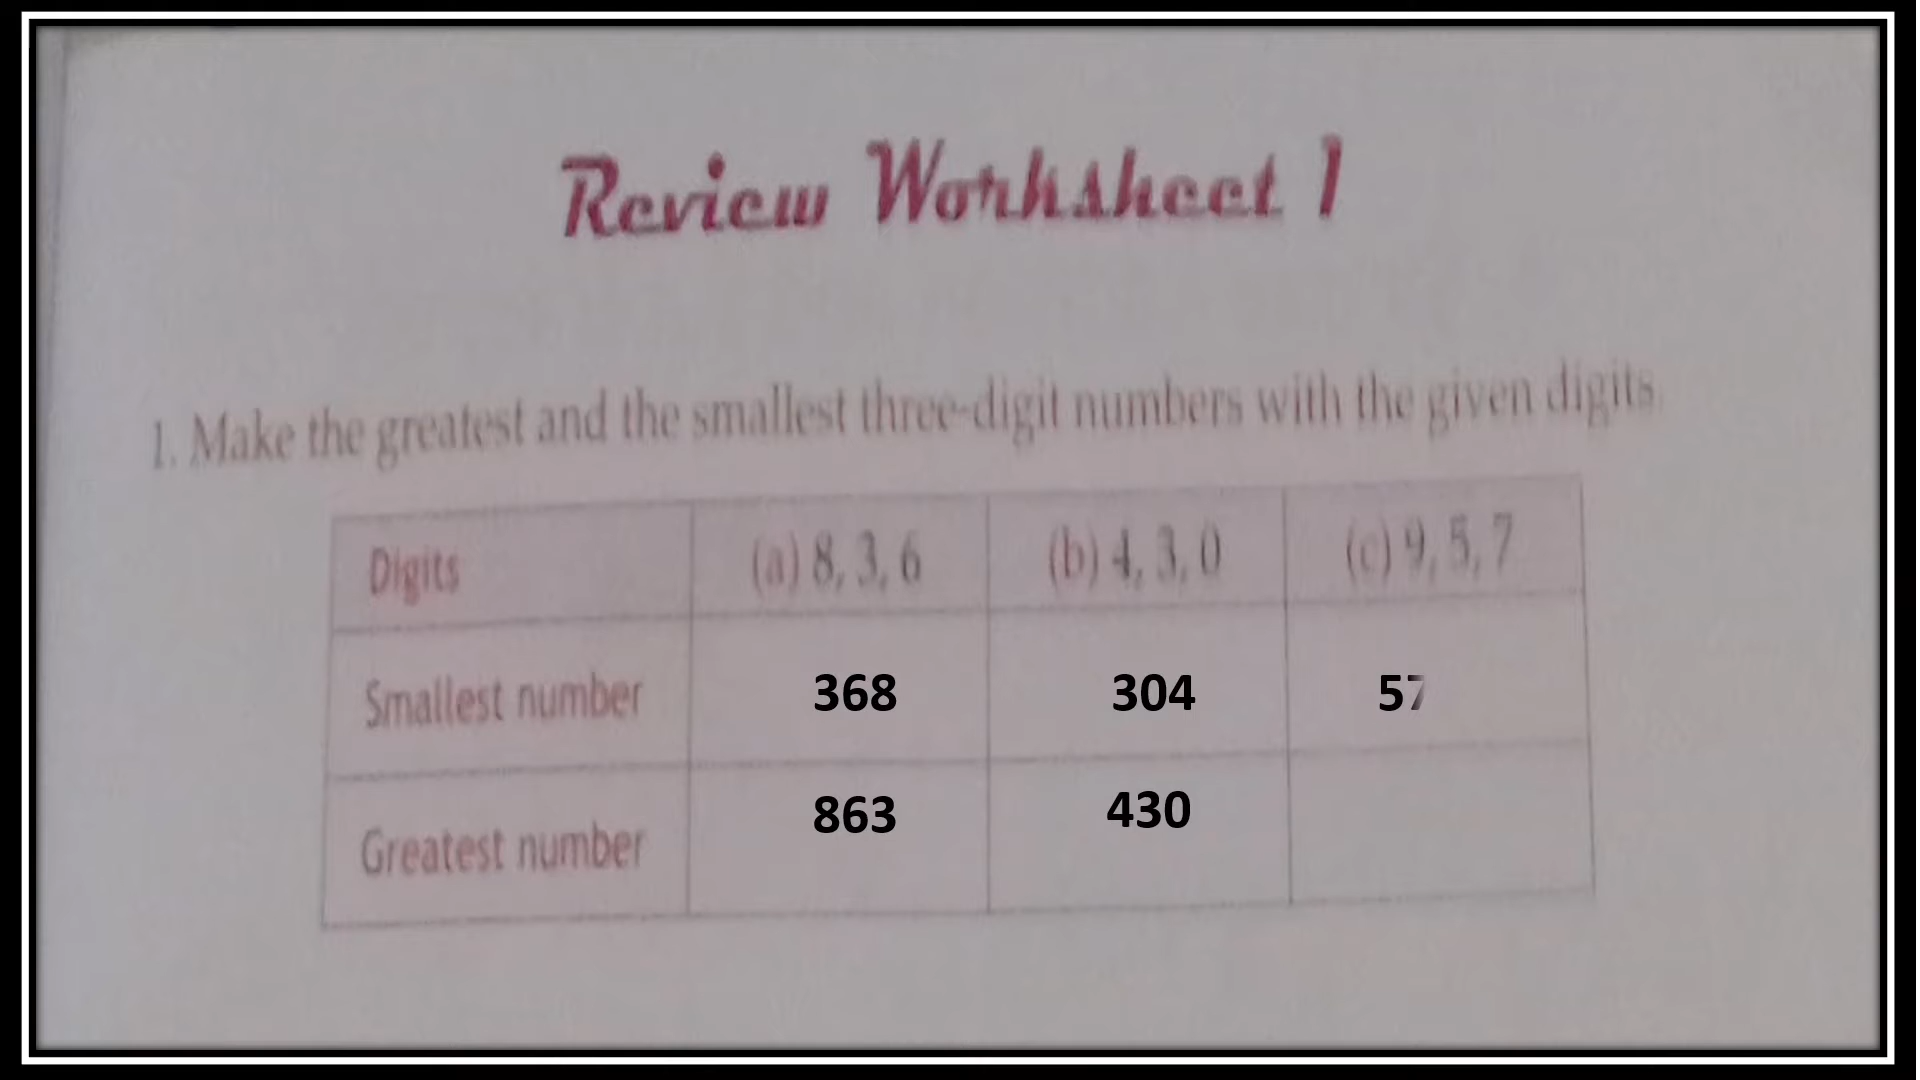 Review Worksheet 1
1. Make the greatest and the smallest three-digit numbers with the given digits.
Digits (a) 8, 3, 6 (b) 4, 3, 0 (c) 9, 5, 7
Smallest number 368 304 57
Greatest number 863 430